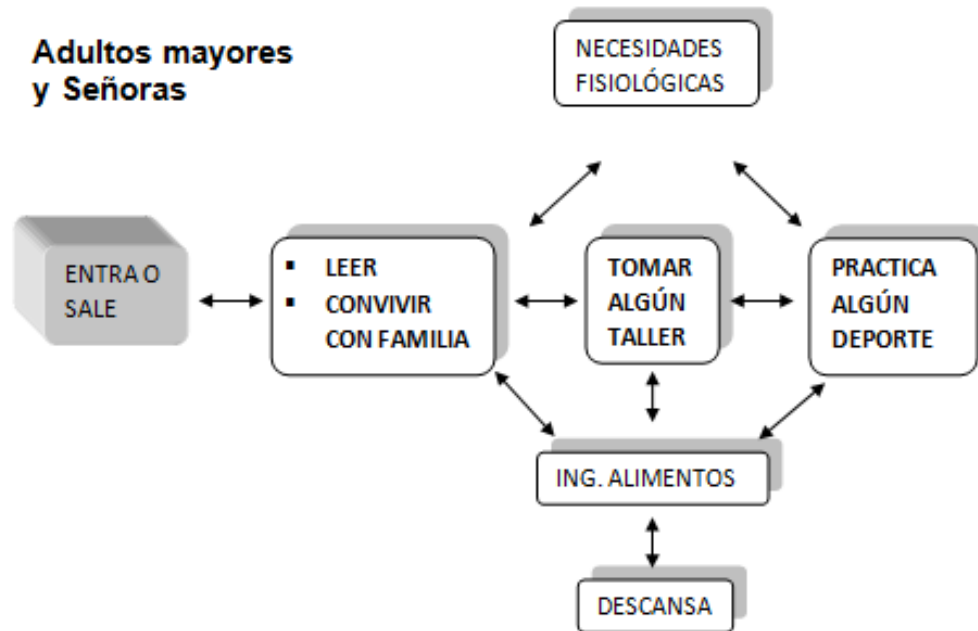 Adultos mayores
y Señoras
NECESIDADES
FISIOLÓGICAS
ENTRA O
SALE
▪ LEER
▪ CONVIVIR
CON FAMILIA
TOMAR
ALGÚN
TALLER
PRACTICA
ALGÚN
DEPORTE
ING. ALIMENTOS
DESCANSA